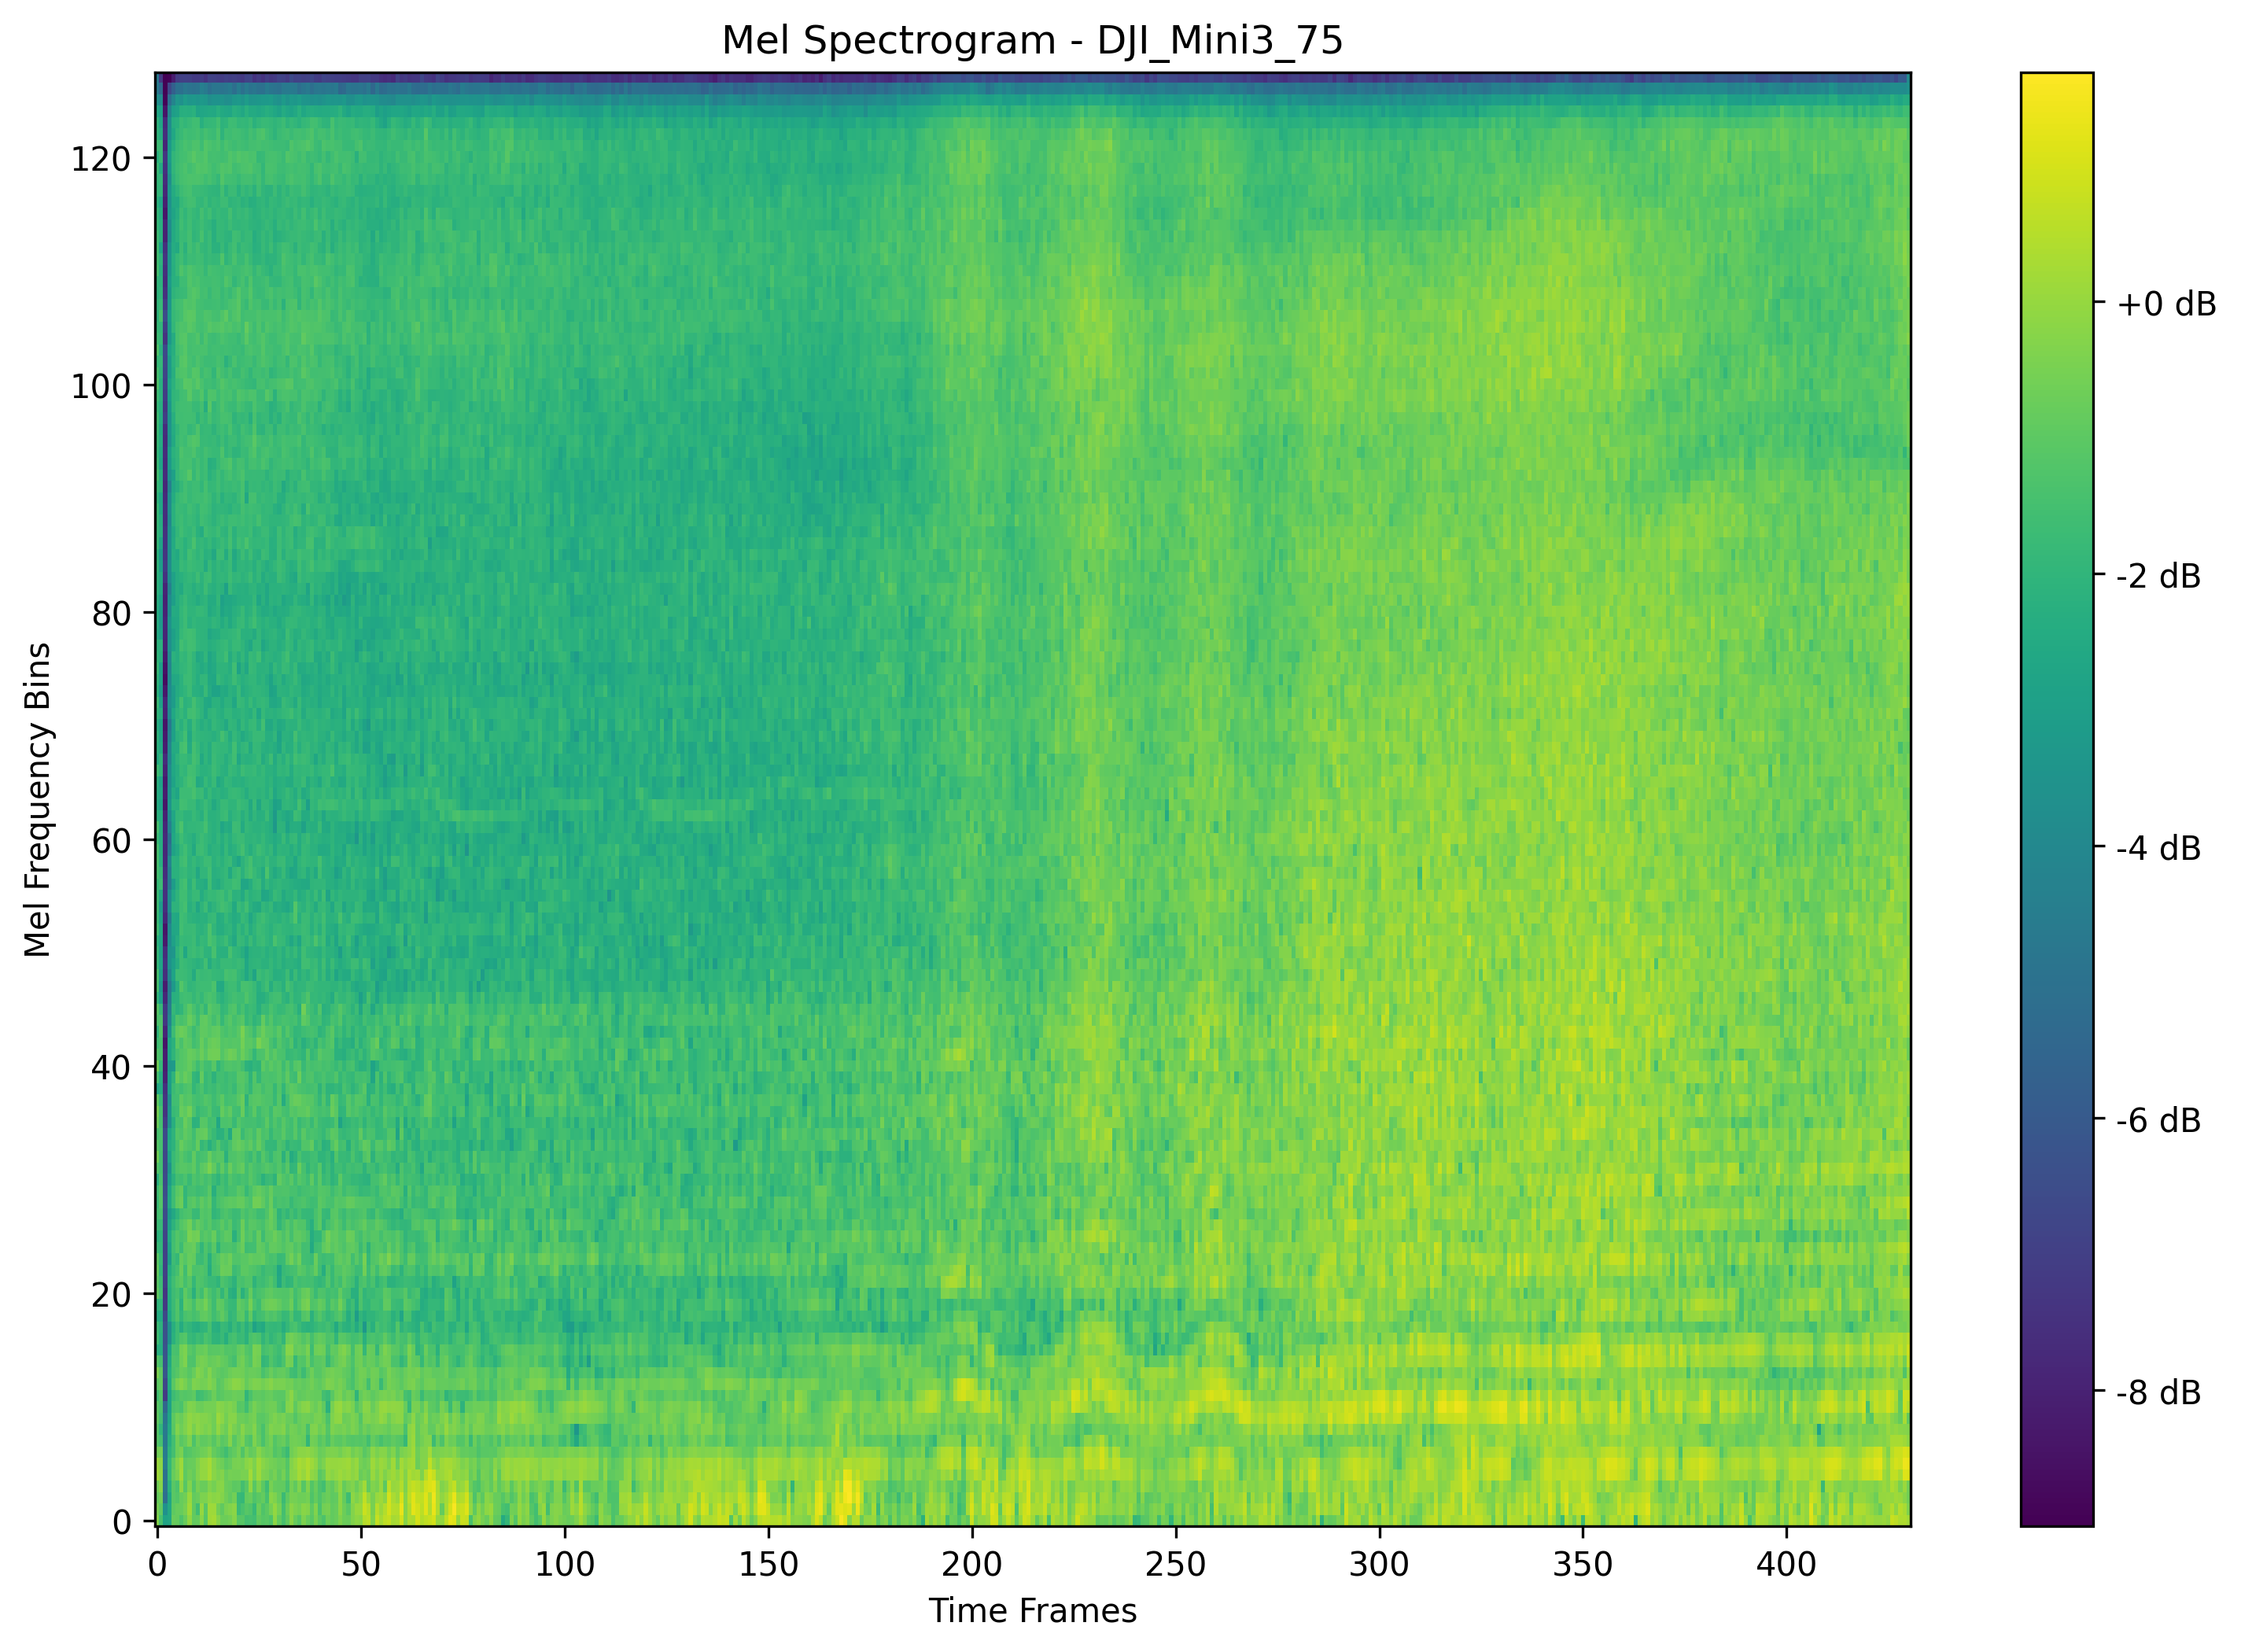 Mel Spectrogram - DJI_Mini3_75
120
100
80
60
40
20
0
Mel Frequency Bins
0 50 100 150 200 250 300 350 400
Time Frames
+0 dB
-2 dB
-4 dB
-6 dB
-8 dB